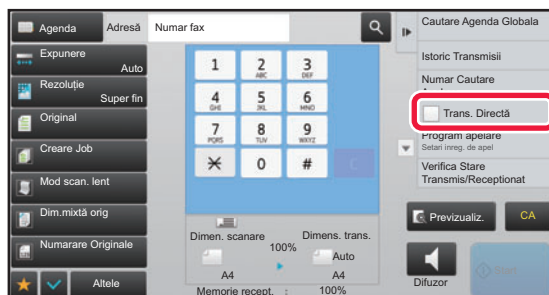 Agenda
Adresă
Numar fax
Cautare Agenda Globala
Expunere
Auto
Istoric Transmisii
Rezoluție
Super fin
Numar Cautare
Original
Trans. Directă
Creare Job
Program apelare
Setari inreg. de apel
Mod scan. lent
Verifica Stare
Transmis/Receptionat
Dim.mixtă orig
Numarare Originale
Altele
1
2
ABC
3
DEF
4
GHI
5
JKL
6
MNO
7
PQRS
8
TUV
9
WXYZ
0
#
C
Dimen. scanare
Dimens. trans.
100%
Auto
A4
A4
Memorie recept. : 100%
Previzualiz.
CA
Difuzor
Start